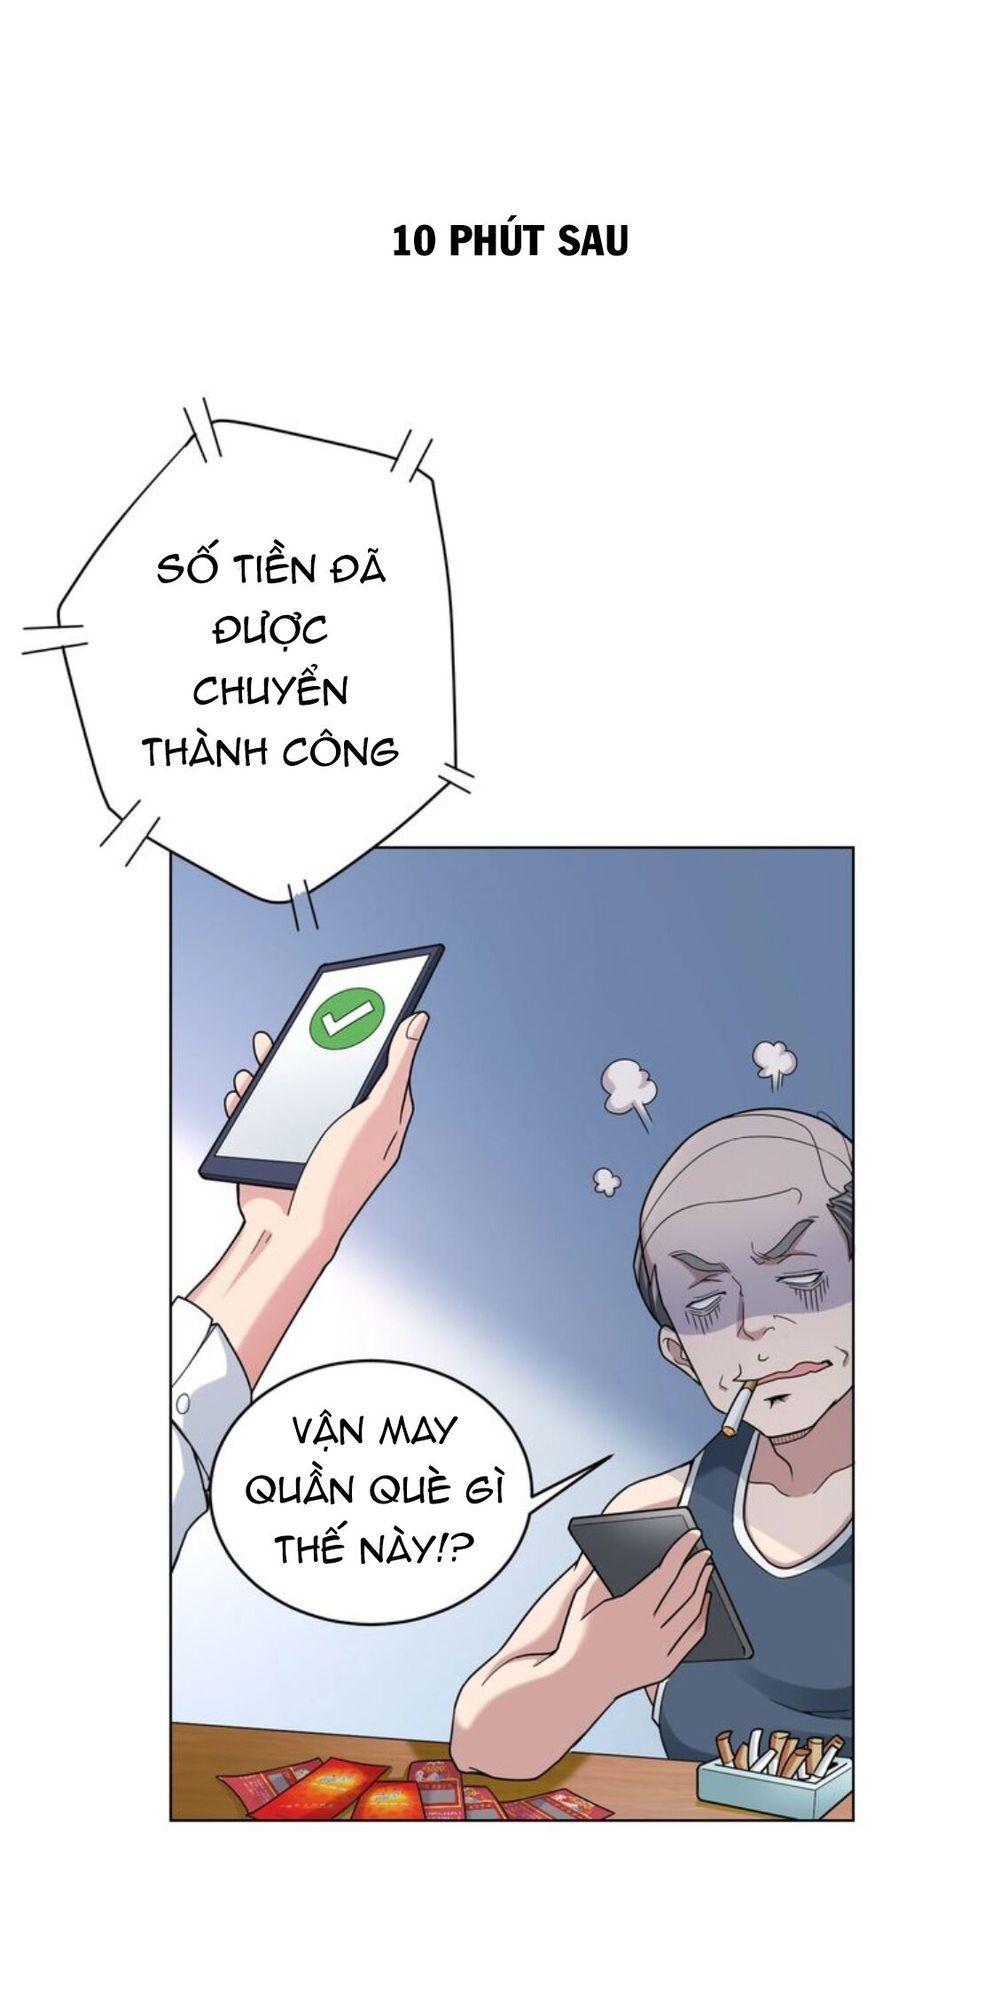 10 PHÚT SAU
SỐ TIỀN ĐÃ
ĐƯỢC
CHUYỂN
THÀNH CÔNG
VẬN MAY
QUẦN QUÈ GÌ
THẾ NÀY!?